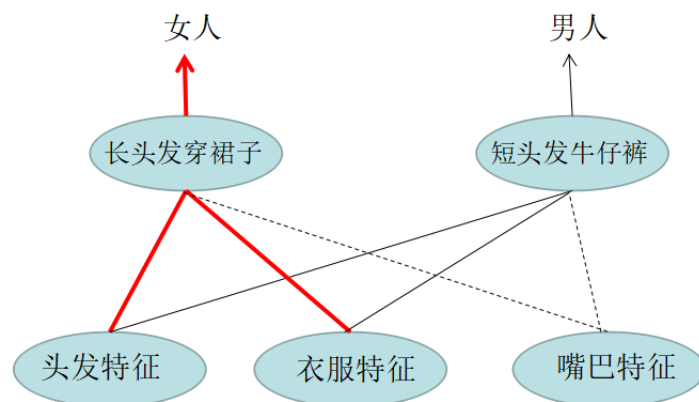 女人
男人
长头发穿裙子
短头发牛仔裤
头发特征
衣服特征
嘴巴特征